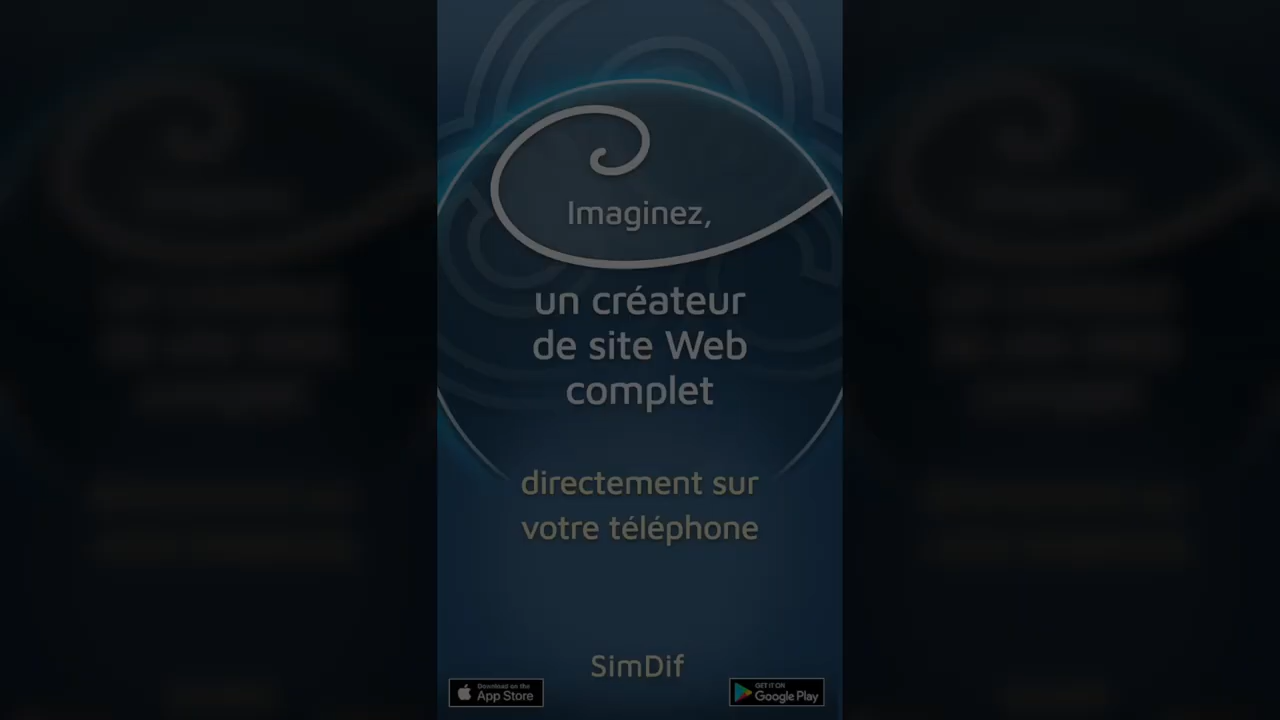 Imaginez,
un créateur
de site Web
complet
directement sur
votre téléphone
SimDif
Download on the
App Store
GET IT ON
Google Play